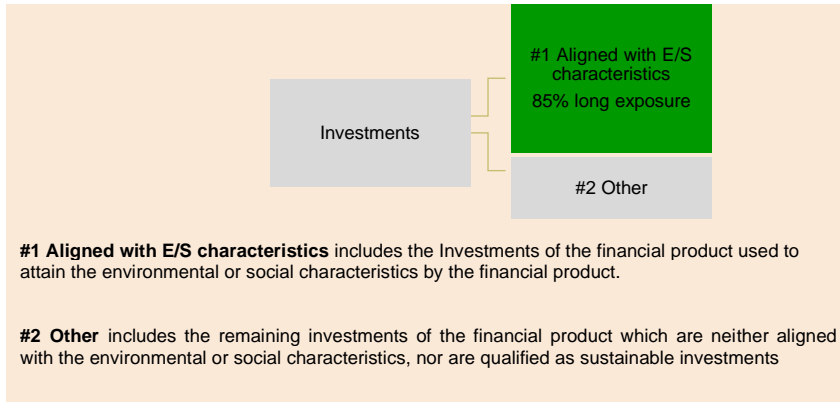 #1 Aligned with E/S
characteristics
85% long exposure
Investments
#2 Other
#1 Aligned with E/S characteristics includes the Investments of the financial product used to
attain the environmental or social characteristics by the financial product.
#2 Other includes the remaining investments of the financial product which are neither aligned
with the environmental or social characteristics, nor are qualified as sustainable investments